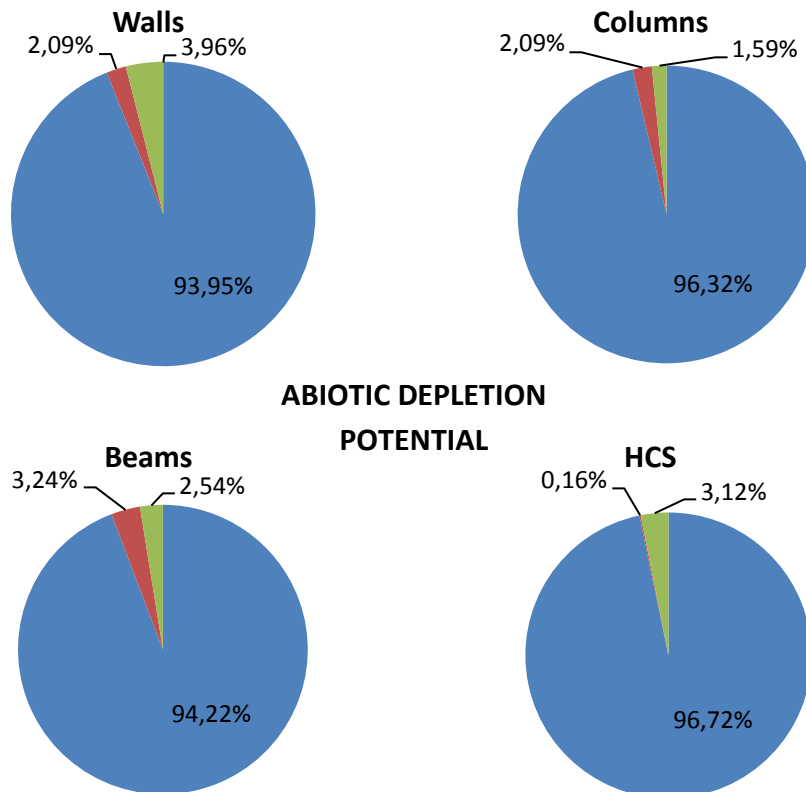 Walls
2,09%
3,96%
93,95%
Columns
2,09%
1,59%
96,32%
ABIOTIC DEPLETION
POTENTIAL
Beams
3,24%
2,54%
94,22%
HCS
0,16%
3,12%
96,72%